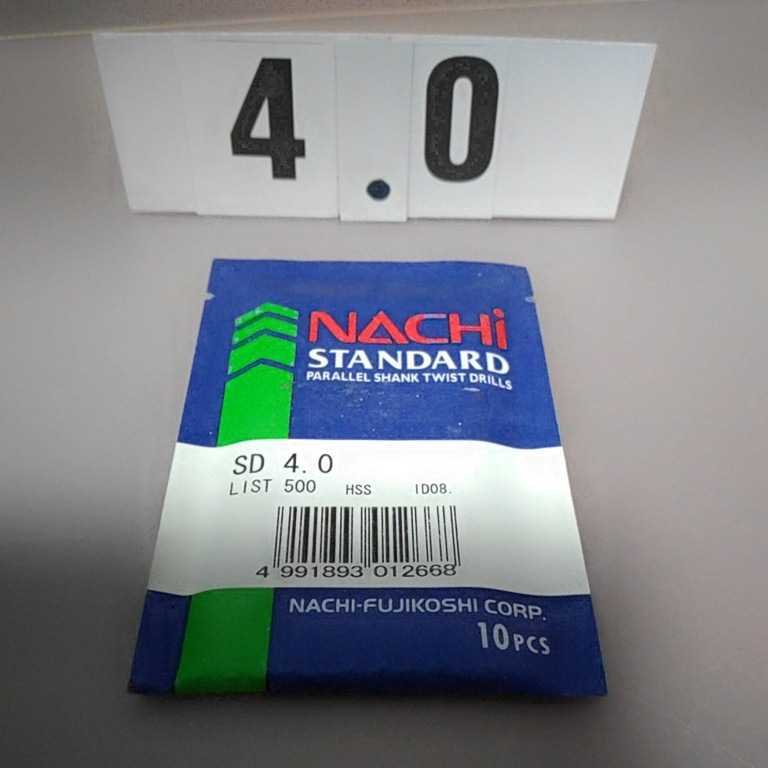 4.0
NACHi
STANDARD
PARALLEL SHANK TWIST DRILLS
SD 4.0
LIST 500 HSS ID08.
4 991893 012668
NACHI-FUJIKOSHI CORP.
10PCS